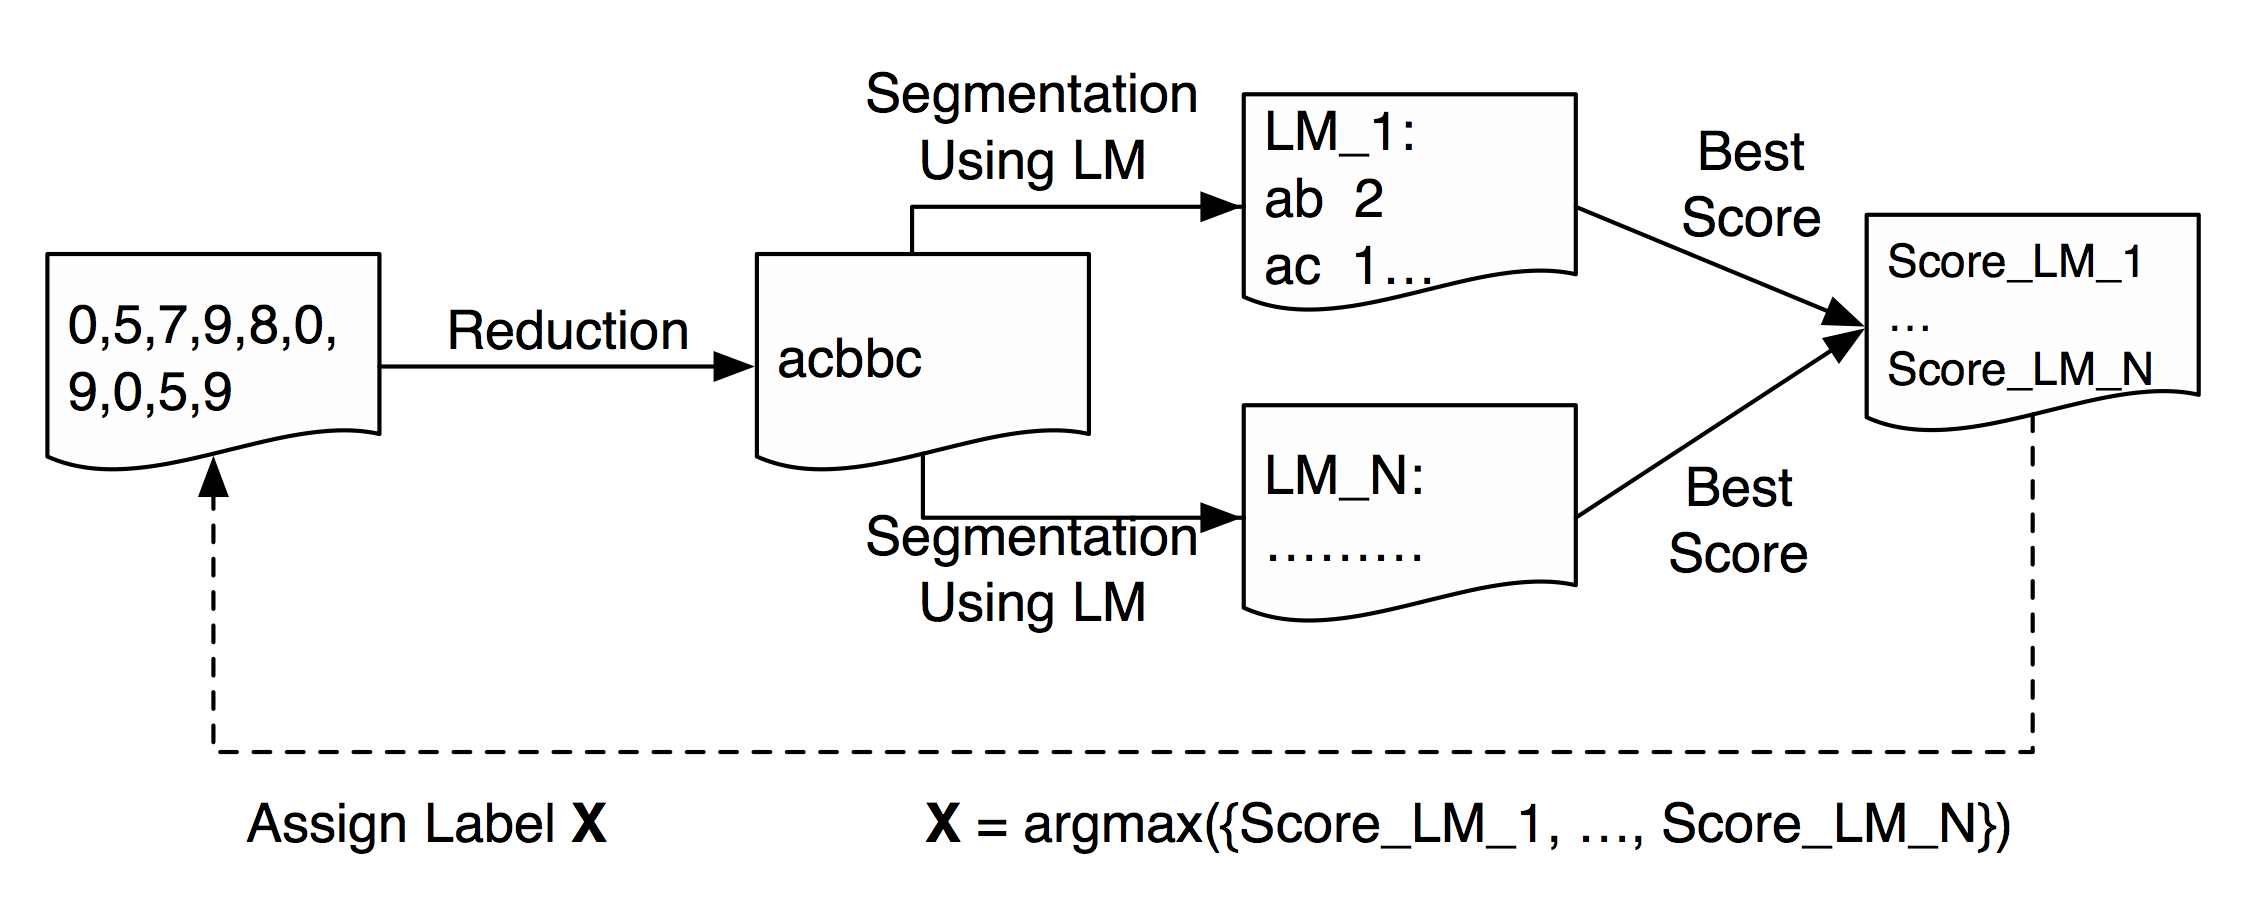 0,5,7,9,8,0,
9,0,5,9
Reduction
acbbc
Segmentation
Using LM
LM_1:
ab 2
ac 1...
Segmentation
Using LM
LM_N:
.........
Best
Score
Best
Score
Score_LM_1
...
Score_LM_N
Assign Label X
X = argmax({Score_LM_1, ..., Score_LM_N})